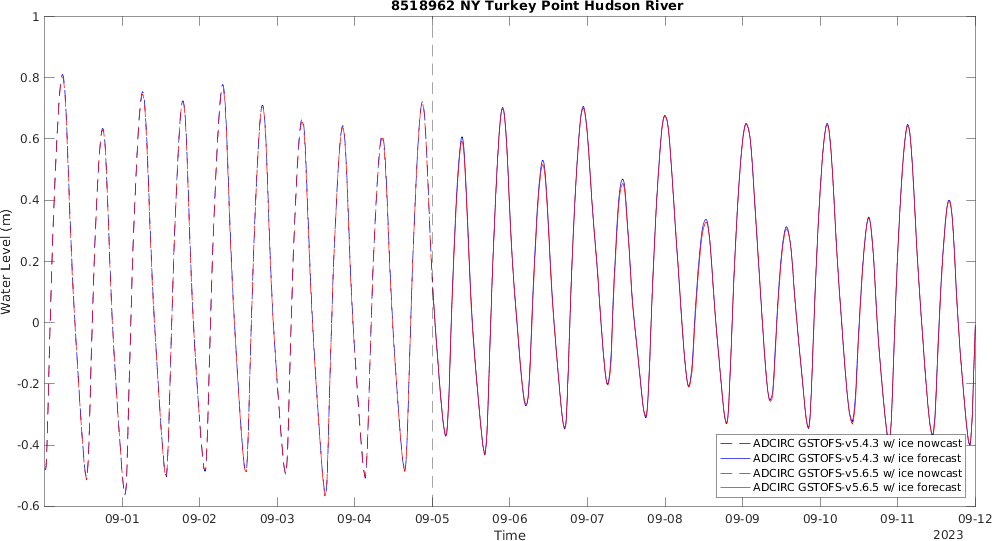 8518962 NY Turkey Point Hudson River
1
0.8
0.6
0.4
0.2
0
-0.2
-0.4
-0.6
Water Level (m)
09-01 09-02 09-03 09-04 09-05 09-06 09-07 09-08 09-09 09-10 09-11 09-12
Time
2023
ADCIRC GSTOFS-v5.4.3 w/ ice nowcast
ADCIRC GSTOFS-v5.4.3 w/ ice forecast
ADCIRC GSTOFS-v5.6.5 w/ ice nowcast
ADCIRC GSTOFS-v5.6.5 w/ ice forecast